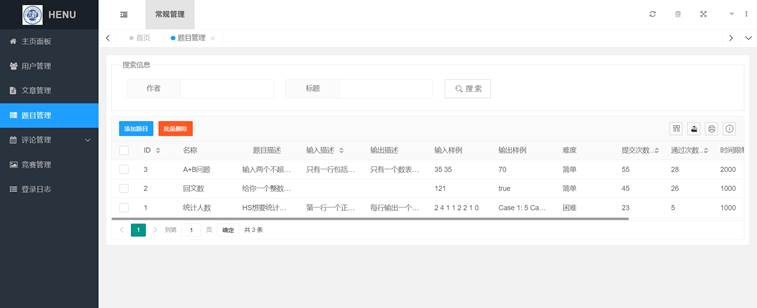 HENU 常规管理
主页面板 首页 题目管理
用户管理 搜索信息
文章管理 作者 标题 搜索
题目管理
评论管理 添加题目 批量删除
竞赛管理 ID 名称 题目描述 输入描述 输出描述 输入样例 输出样例 难度 提交次数... 通过次数... 时间限制
登录日志 3 A+B问题 输入两个不超... 只有一行包括... 只有一个数表... 35 35 70 简单 55 28 2000
2 回文数 给你一个整数... 121 true 简单 45 26 1000
1 统计人数 HS想要统计... 第一行一个正... 每行输出一个... 2 4 1 1 2 2 1 0 Case 1: 5 Ca... 困难 23 5 1000
1 到第 1 页 确定 共 3 条